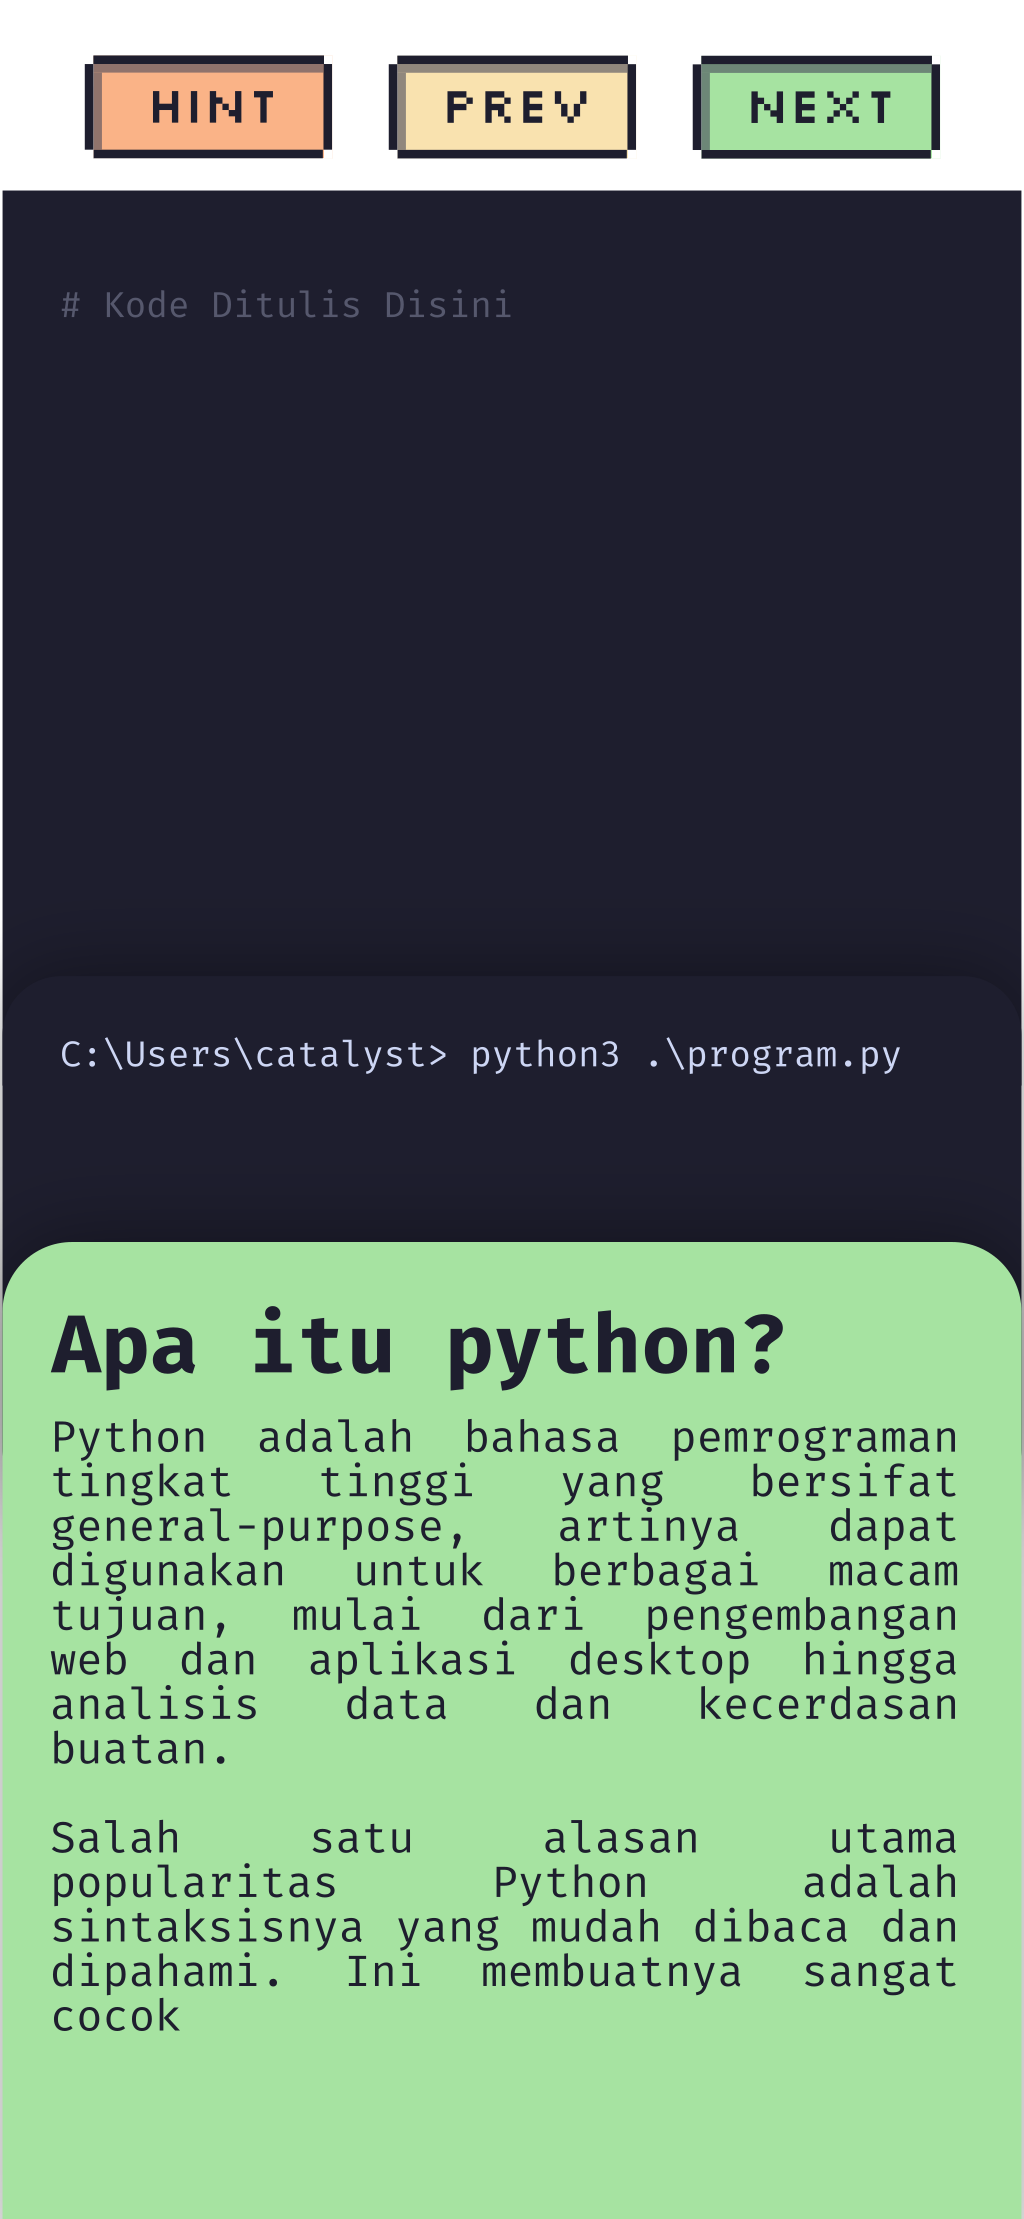 HINT PREV NEXT
# Kode Ditulis Disini
C:\Users\catalyst> python3 .\program.py
Apa itu python?
Python adalah bahasa pemrograman
tingkat tinggi yang bersifat
general-purpose, artinya dapat
digunakan untuk berbagai macam
tujuan, mulai dari pengembangan
web dan aplikasi desktop hingga
analisis data dan kecerdasan
buatan.
Salah satu alasan utama
popularitas Python adalah
sintaksisnya yang mudah dibaca dan
dipahami. Ini membuatnya sangat
cocok